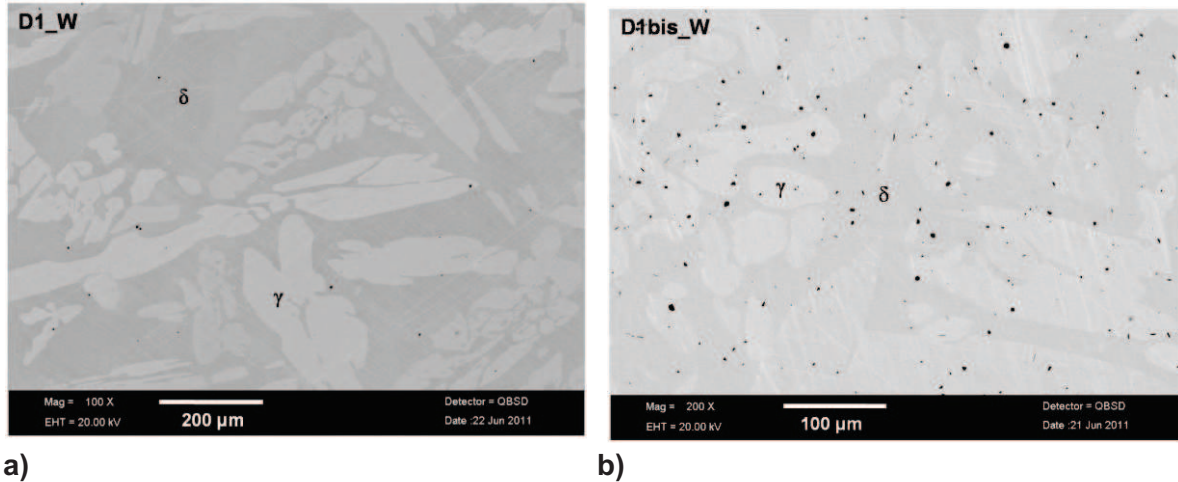 D1_W
δ
γ
Mag = 100 X
EHT = 20.00 kV
200 µm
Detector = QBSD
Date :22 Jun 2011
a)
D1bis_W
γ
δ
Mag = 200 X
EHT = 20.00 kV
100 µm
Detector = QBSD
Date :21 Jun 2011
b)